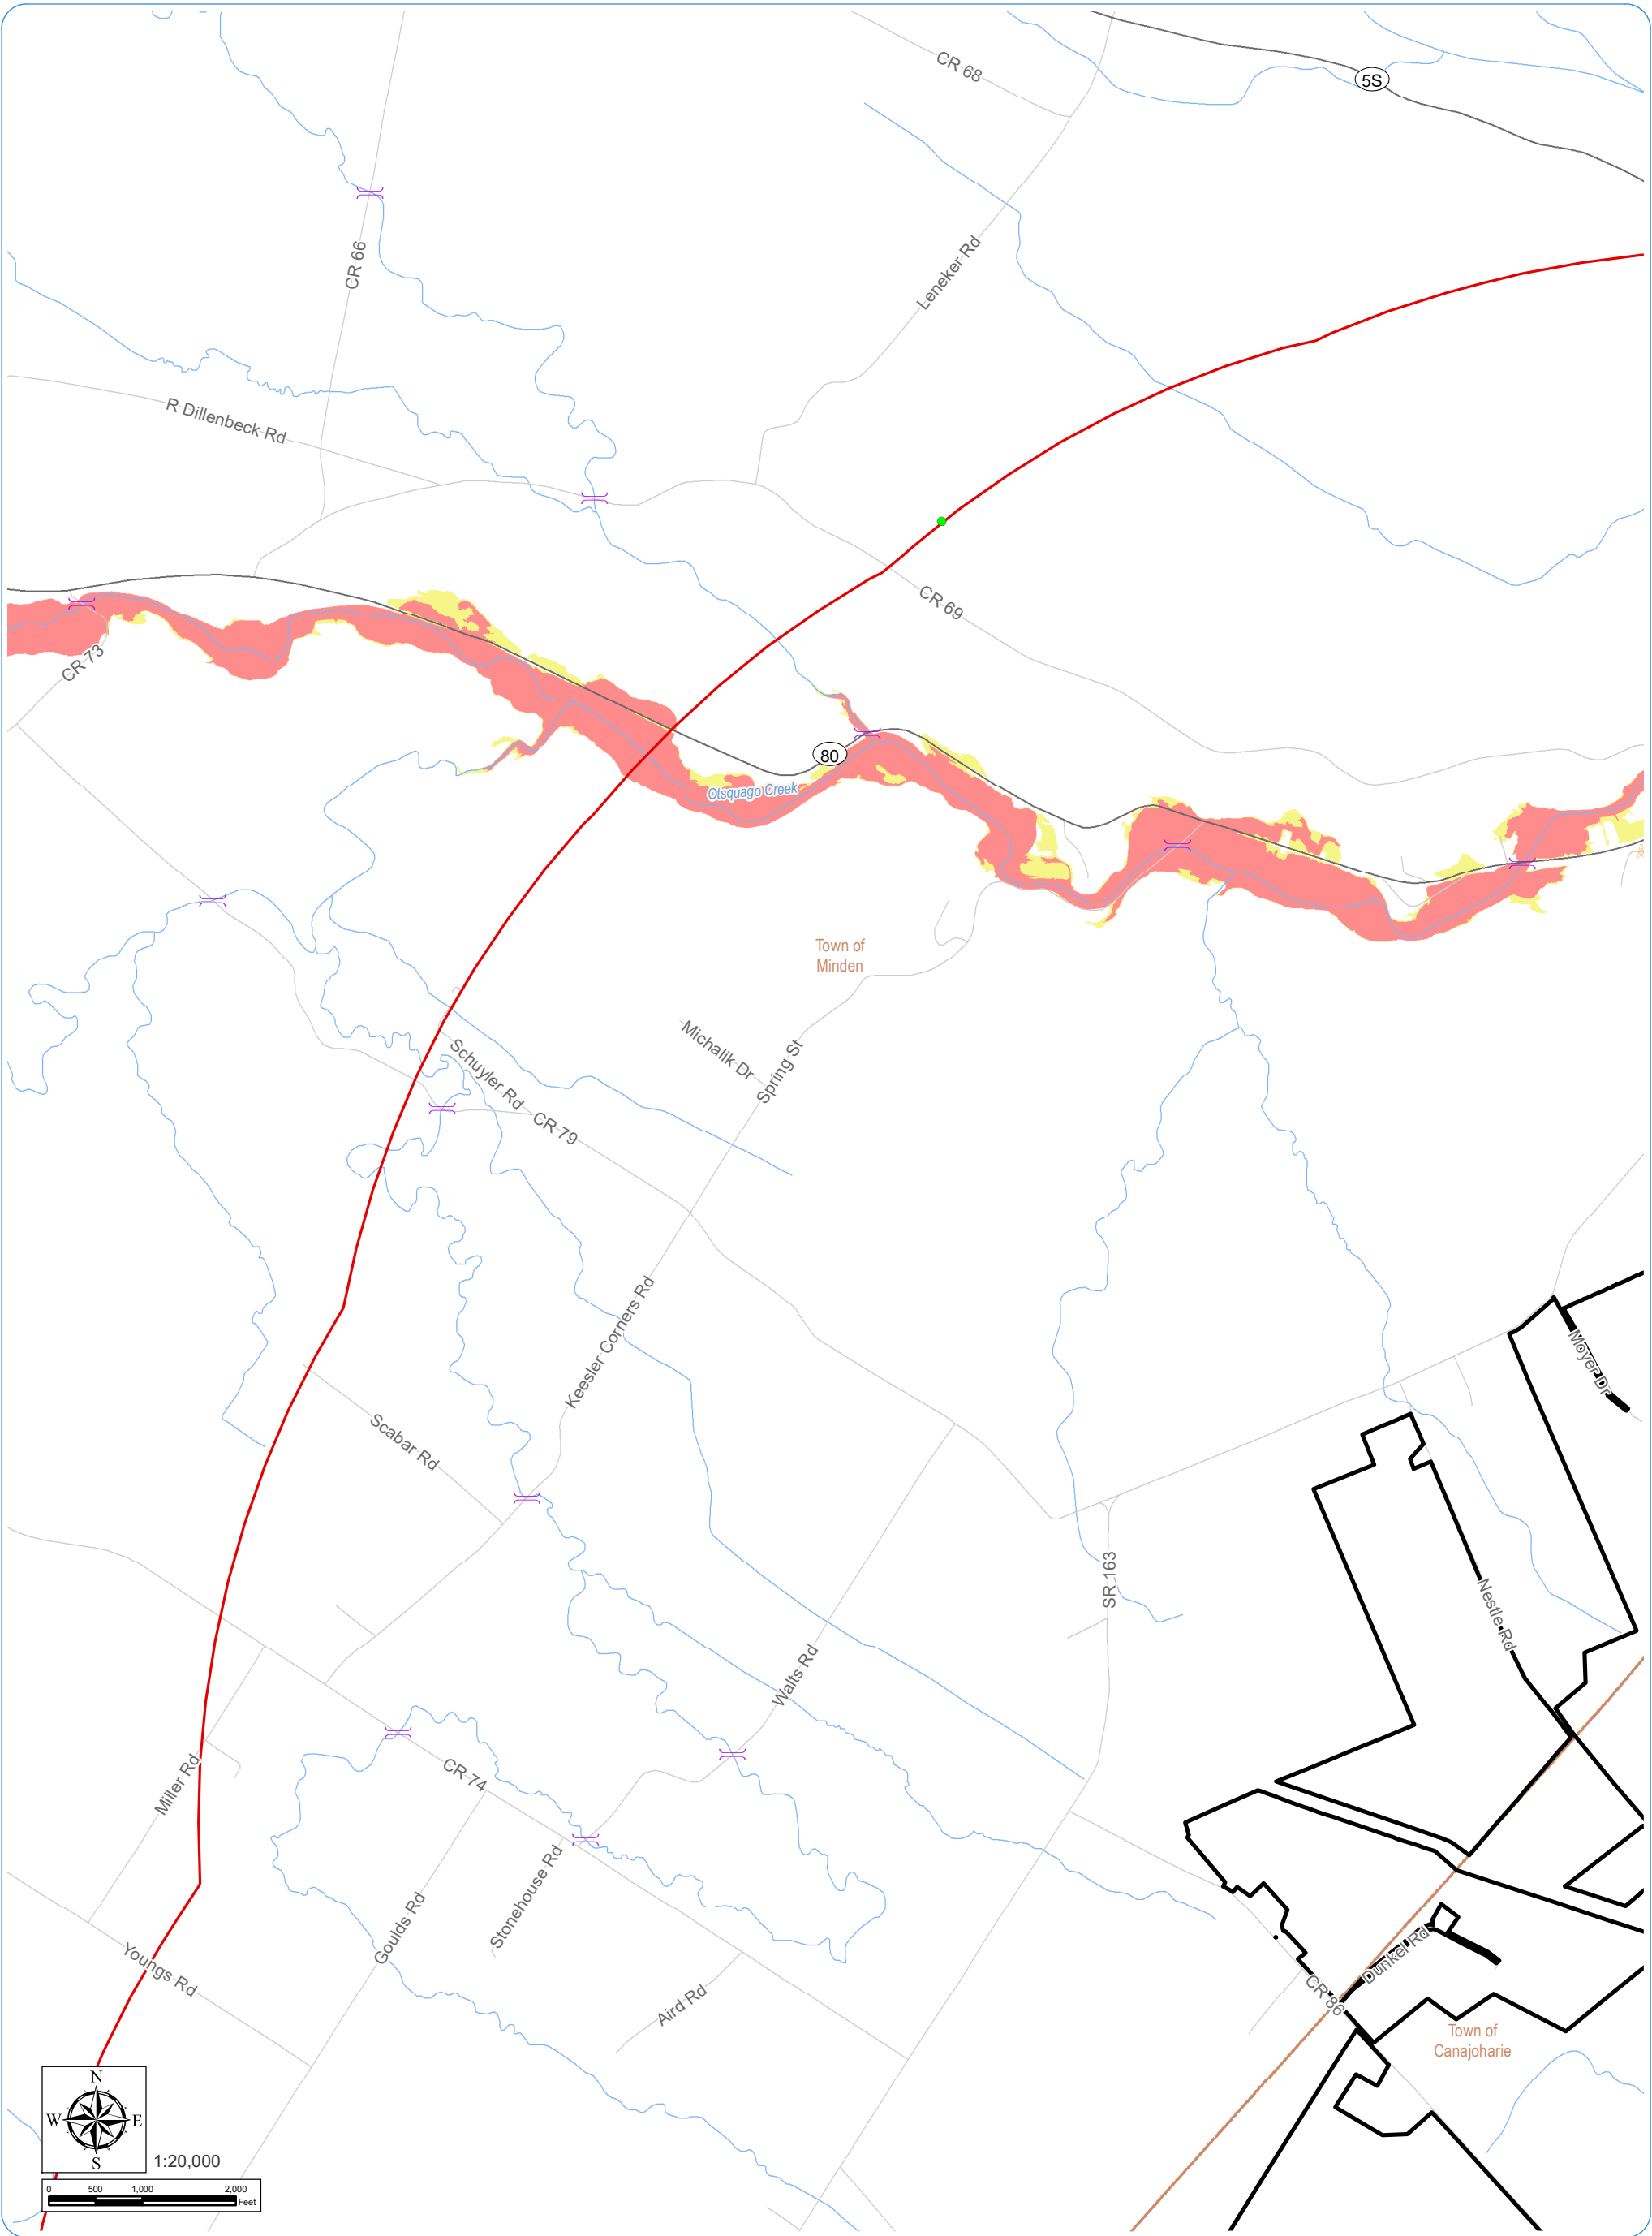 CR 68
5S
CR 66
Leneker Rd
R Dillenbeck Rd
CR 69
CR 73
80
Otsquago Creek
Town of
Minden
Michalik Dr
Spring St
Schuyler Rd
CR 79
Keesler Corners Rd
Moyer Dr
Scabar Rd
SR 163
Nestle Rd
Walts Rd
Miller Rd
CR 74
Stonehouse Rd
Goulds Rd
Youngs Rd
Aird Rd
Dunkel Rd
CR 86
Town of
Canajoharie
N
W E
S
1:20,000
0 500 1,000 2,000
Feet